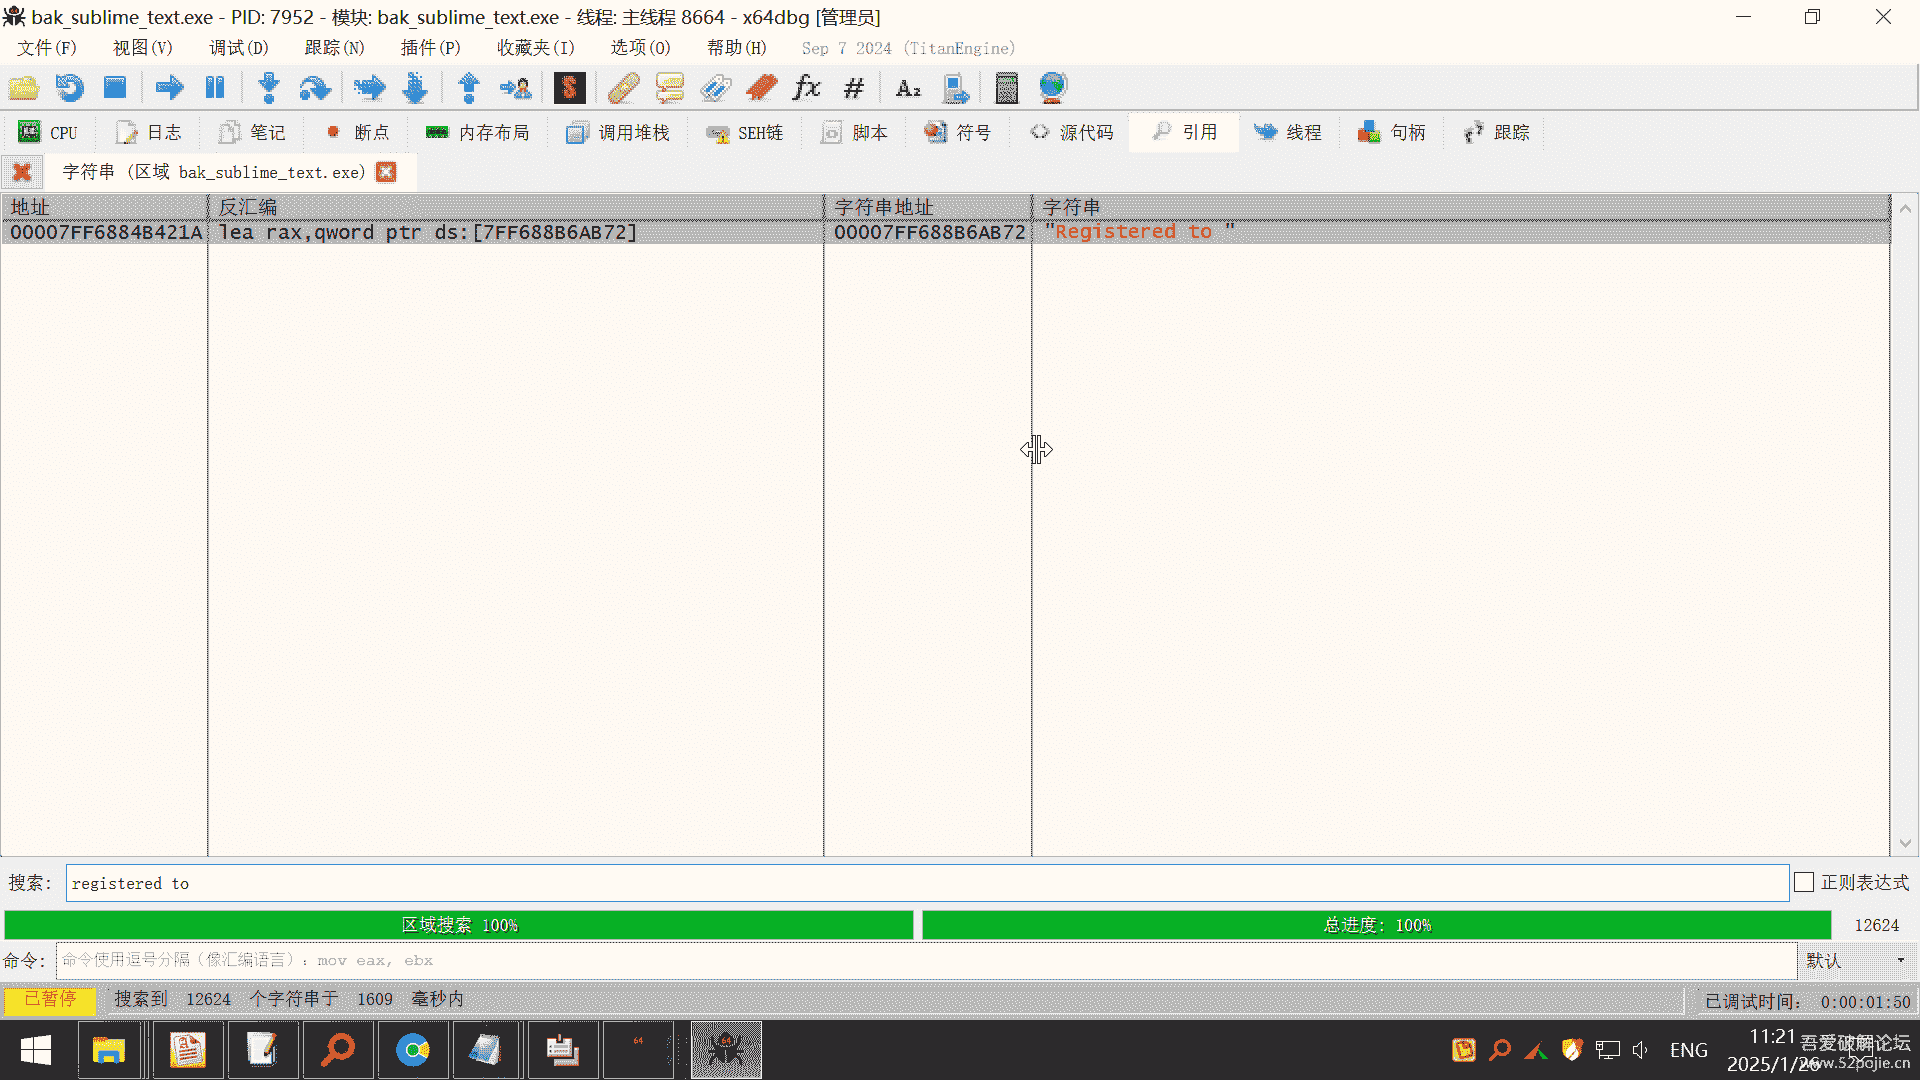 bak_sublime_text.exe - PID: 7952 - 模块: bak_sublime_text.exe - 线程: 主线程 8664 - x64dbg [管理员]
文件(F) 视图(V) 调试(D) 跟踪(N) 插件(P) 收藏夹(I) 选项(O) 帮助(H) Sep 7 2024 (TitanEngine)
CPU 日志 笔记 断点 内存布局 调用堆栈 SEH链 脚本 符号 源代码 引用 线程 句柄 跟踪
字符串 (区域 bak_sublime_text.exe)
地址 反汇编 字符串地址 字符串
00007FF6884B421A lea rax,qword ptr ds:[7FF688B6AB72] 00007FF688B6AB72 "Registered to "
搜索: registered to 正则表达式
区域搜索 100% 总进度: 100% 12624
命令: 命令使用逗号分隔（像汇编语言）：mov eax, ebx 默认
已暂停 搜索到 12624 个字符串于 1609 毫秒内 已调试时间: 0:00:01:50
64 64 ENG 11:21
2025/1/26
吾爱破解论坛
www.52pojie.cn